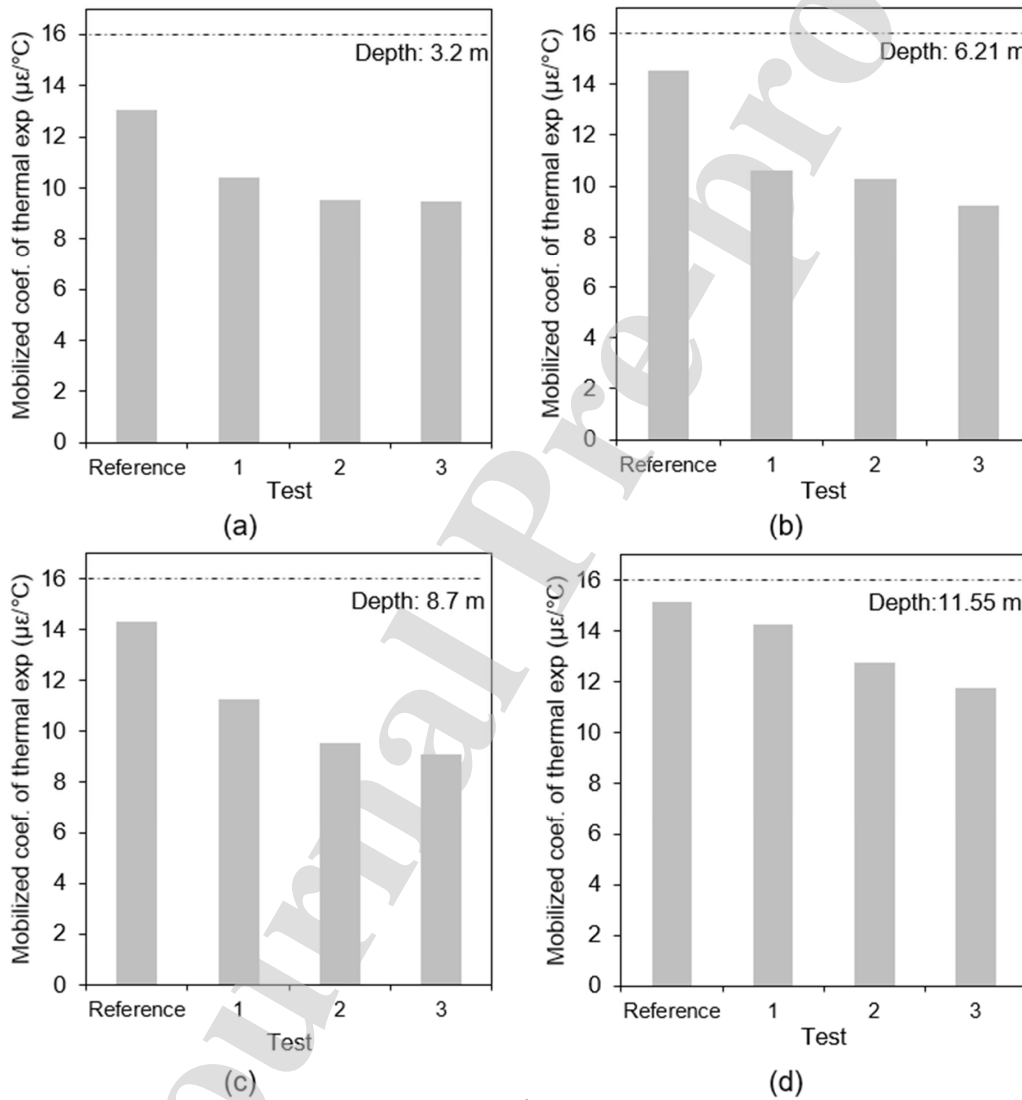 Mobilized coef. of thermal exp (µε/°C)
16
14
12
10
8
6
4
2
0
Depth: 3.2 m
Reference 1 2 3
Test
(a)
Mobilized coef. of thermal exp (µε/°C)
16
14
12
10
8
6
4
2
0
Depth: 6.21 m
Reference 1 2 3
Test
(b)
Mobilized coef. of thermal exp (µε/°C)
16
14
12
10
8
6
4
2
0
Depth: 8.7 m
Reference 1 2 3
Test
(c)
Mobilized coef. of thermal exp (µε/°C)
16
14
12
10
8
6
4
2
0
Depth:11.55 m
Reference 1 2 3
Test
(d)
ournal Pre-pro